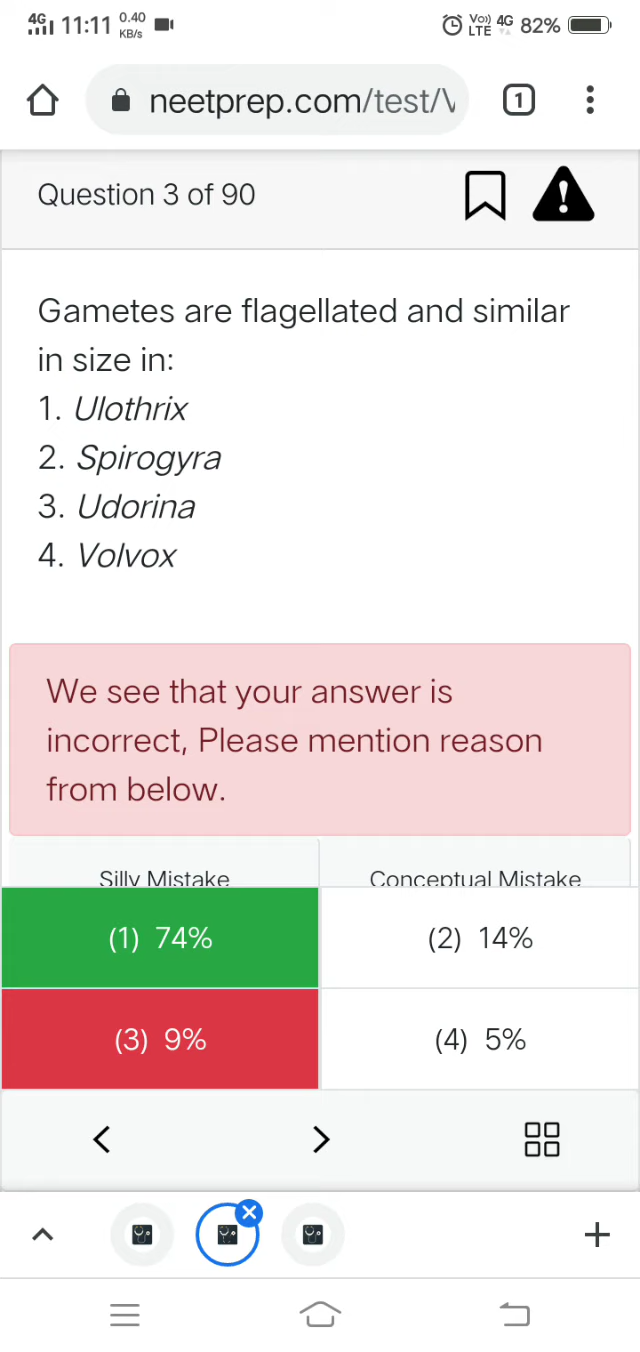 4G 11:11 0.40 KB/s
Vo)) LTE 4G 82%
neetprep.com/test/V
1
Question 3 of 90
Gametes are flagellated and similar
in size in:
1. Ulothrix
2. Spirogyra
3. Udorina
4. Volvox
We see that your answer is
incorrect, Please mention reason
from below.
Silly Mistake
Conceptual Mistake
(1) 74%
(2) 14%
(3) 9%
(4) 5%